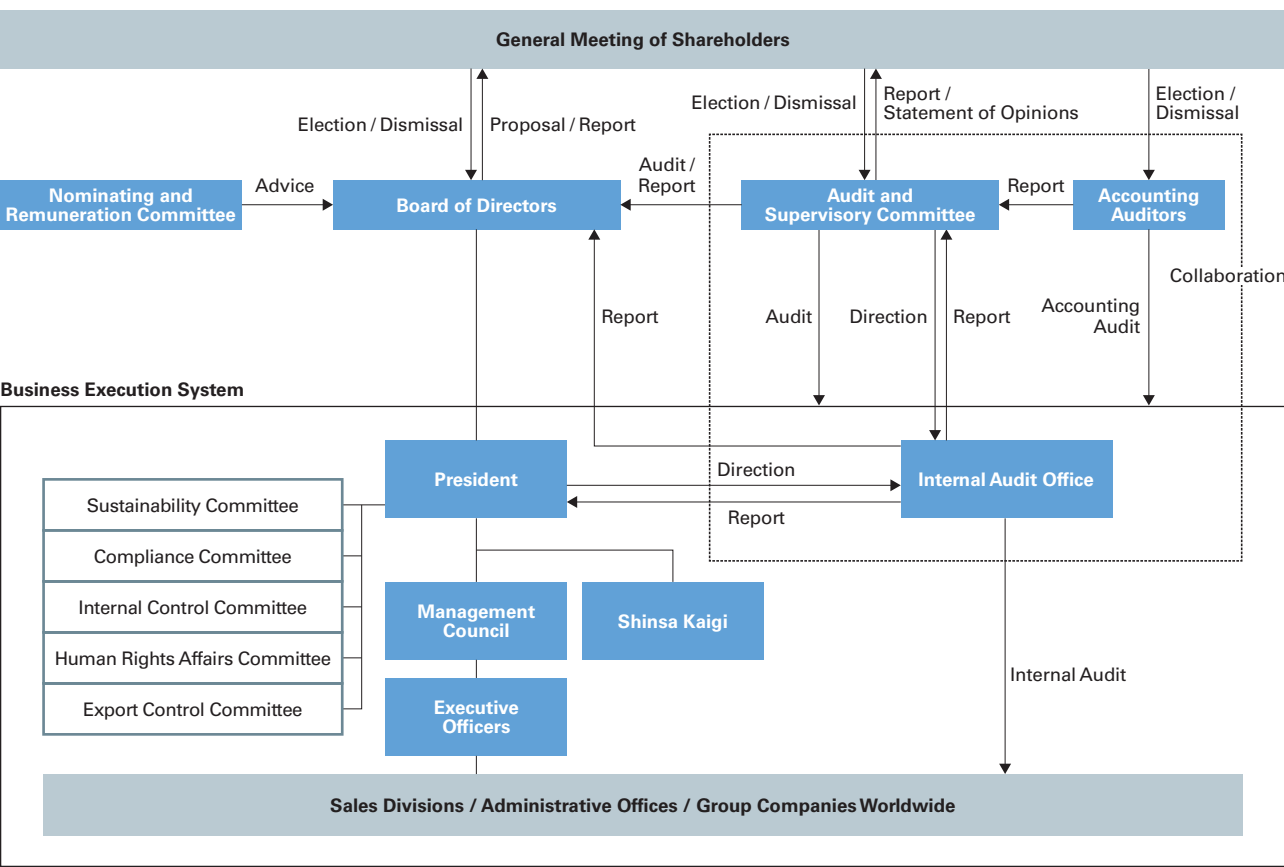 General Meeting of Shareholders
Election / Dismissal
Proposal / Report
Election / Dismissal
Report /
Statement of Opinions
Election /
Dismissal
Nominating and
Remuneration Committee
Advice
Board of Directors
Audit /
Report
Audit and
Supervisory Committee
Report
Accounting
Auditors
Collaboration
Report
Audit
Direction
Report
Accounting
Audit
Business Execution System
President
Direction
Report
Internal Audit Office
Sustainability Committee
Compliance Committee
Internal Control Committee
Human Rights Affairs Committee
Export Control Committee
Management
Council
Shinsa Kaigi
Executive
Officers
Internal Audit
Sales Divisions / Administrative Offices / Group Companies Worldwide